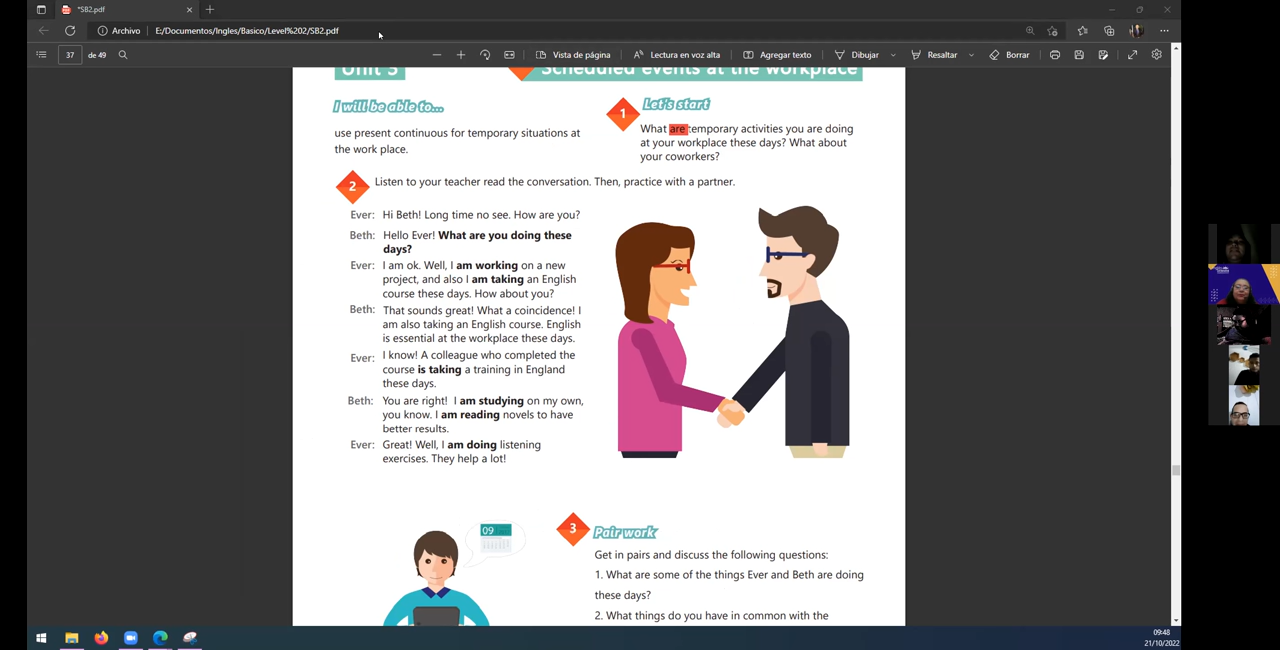 *SB2.pdf
Archivo
E:/Documentos/Ingles/Basico/Level%202/SB2.pdf
37 de 49
Vista de página
Lectura en voz alta
Agregar texto
Dibujar
Resaltar
Borrar
Unit 5
Scheduled events at the workplace
I will be able to...
use present continuous for temporary situations at
the work place.
1
Let's start
What are temporary activities you are doing
at your workplace these days? What about
your coworkers?
2
Listen to your teacher read the conversation. Then, practice with a partner.
Ever: Hi Beth! Long time no see. How are you?
Beth: Hello Ever! What are you doing these
days?
Ever: I am ok. Well, I am working on a new
project, and also I am taking an English
course these days. How about you?
Beth: That sounds great! What a coincidence! I
am also taking an English course. English
is essential at the workplace these days.
Ever: I know! A colleague who completed the
course is taking a training in England
these days.
Beth: You are right! I am studying on my own,
you know. I am reading novels to have
better results.
Ever: Great! Well, I am doing listening
exercises. They help a lot!
09
3
Pair work
Get in pairs and discuss the following questions:
1. What are some of the things Ever and Beth are doing
these days?
2. What things do you have in common with the
09:48
21/10/2022